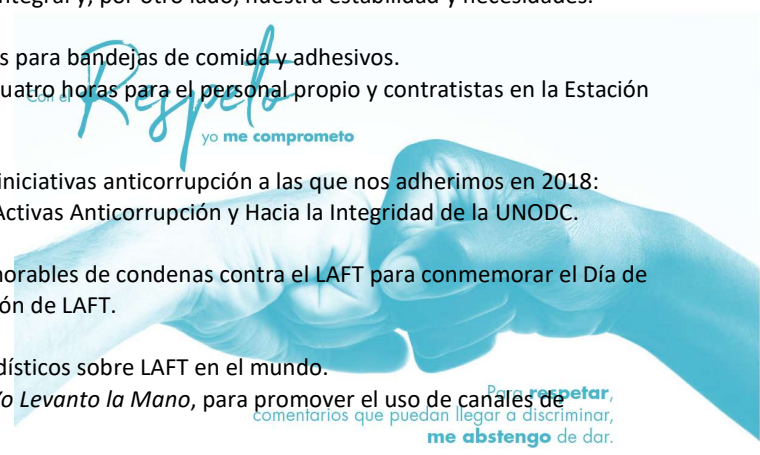 ntegral y, por otro lado, nuestra estabilidad y necesidades.
s para bandejas de comida y adhesivos.
uatro horas para el personal propio y contratistas en la Estación
Con el Respeto
yo me comprometo
iniciativas anticorrupción a las que nos adherimos en 2018:
Activas Anticorrupción y Hacia la Integridad de la UNODC.
norables de condenas contra el LAFT para conmemorar el Día de
ón de LAFT.
dísticos sobre LAFT en el mundo.
Para respetar,
o Levanto la Mano, para promover el uso de canales de
comentarios que puedan llegar a discriminar,
me abstengo de dar.